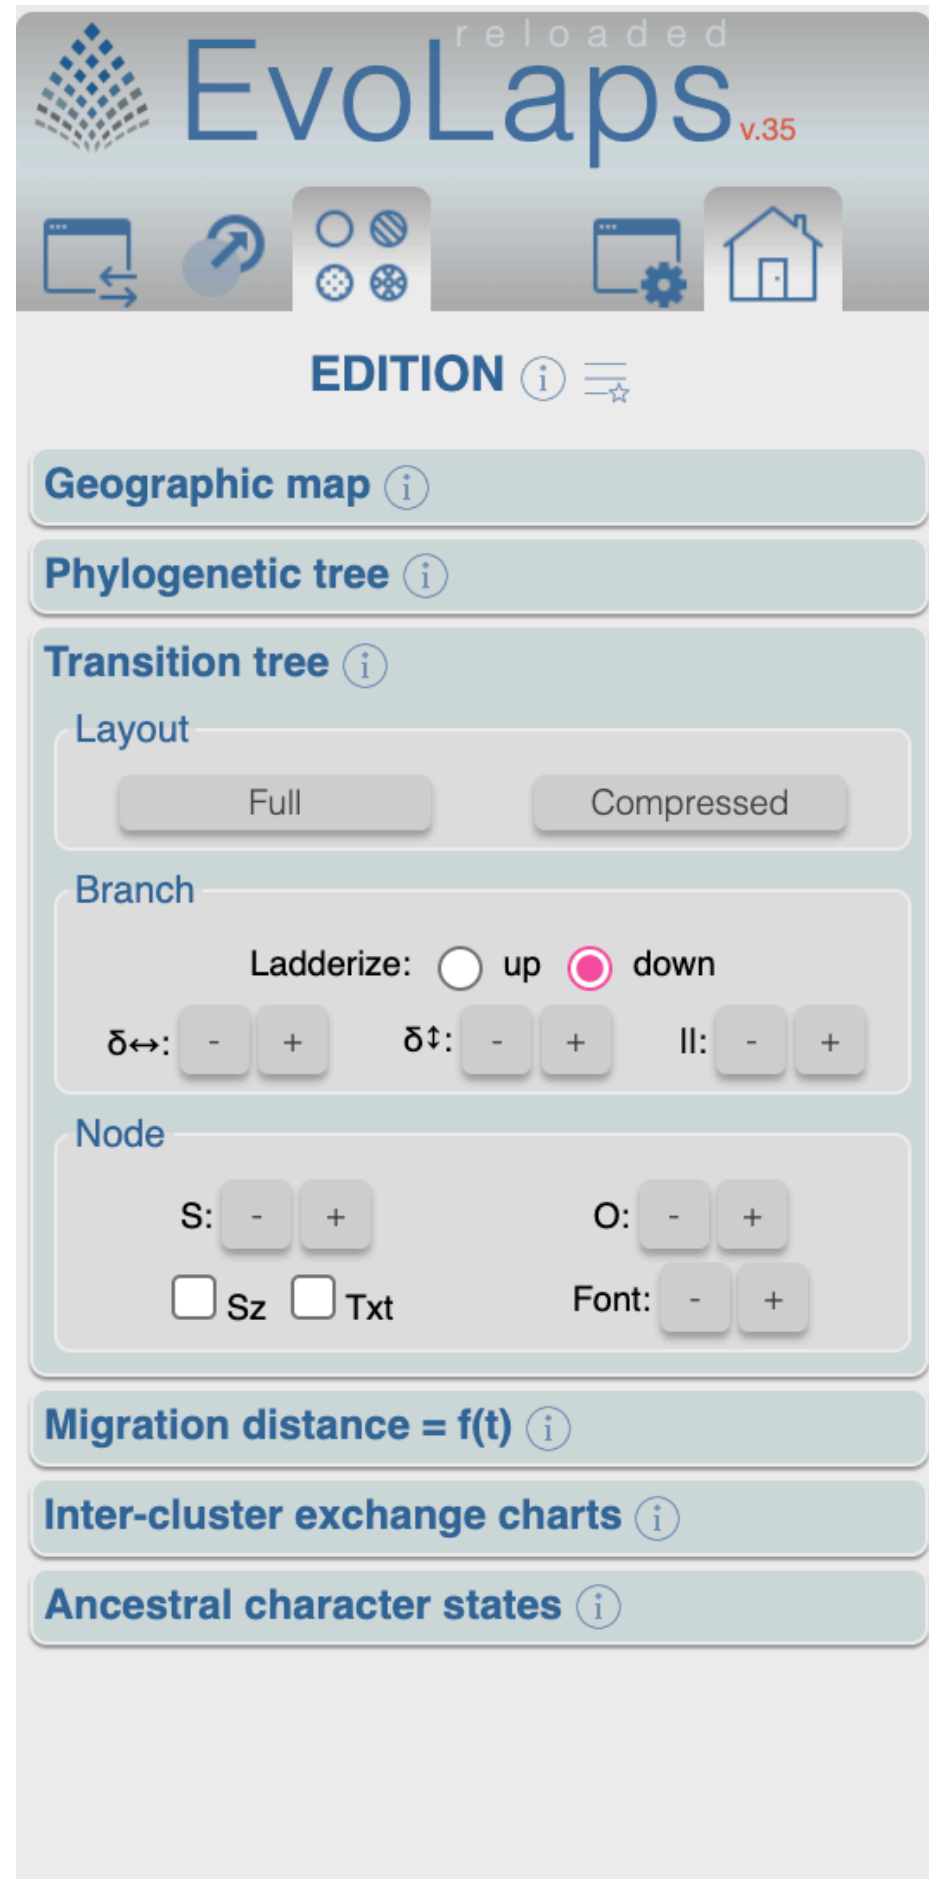 reloaded
EvoLaps v.35
EDITION i
Geographic map i
Phylogenetic tree i
Transition tree i
Layout
Full Compressed
Branch
Ladderize: up down
δ↔: - + δ↕: - + II: - +
Node
S: - + O: - +
Sz Txt Font: - +
Migration distance = f(t) i
Inter-cluster exchange charts i
Ancestral character states i